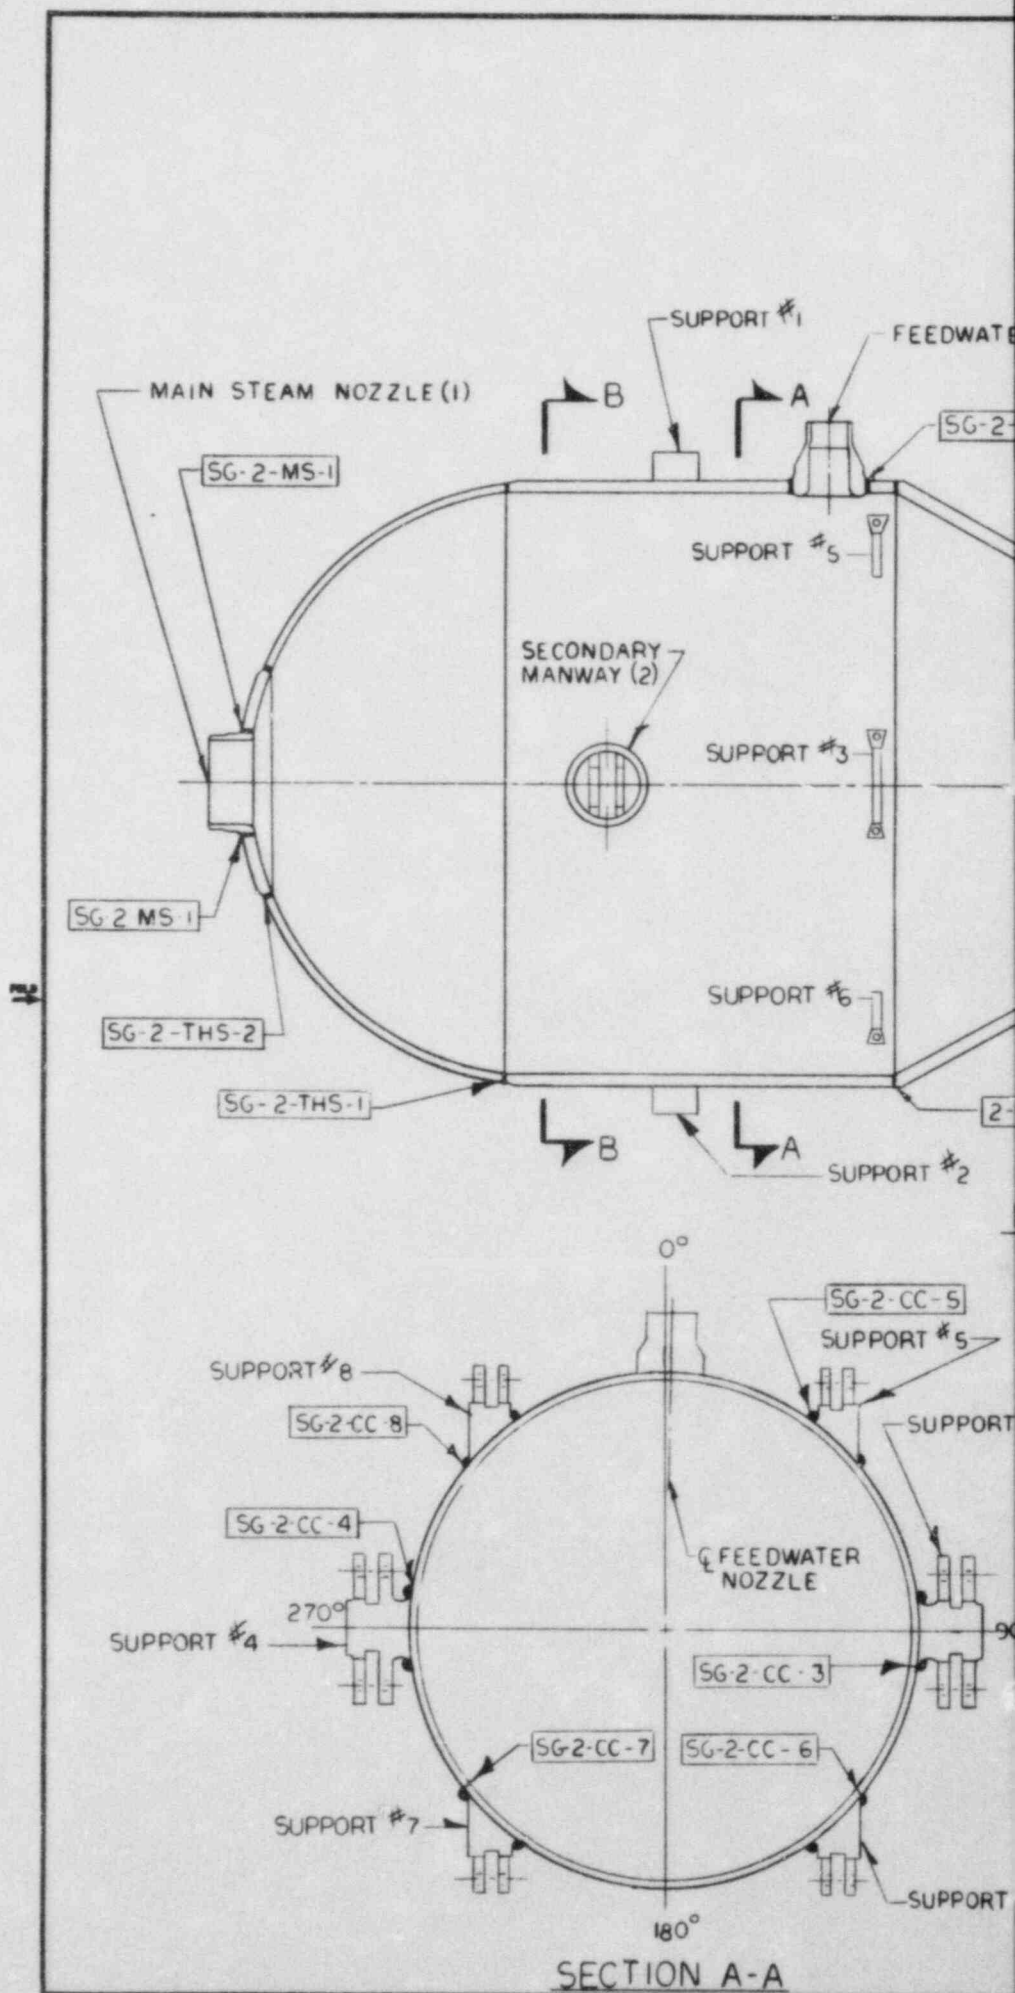 SUPPORT #1
FEEDWATE
MAIN STEAM NOZZLE (1)
B
A
SG-2-
SG-2-MS-1
SUPPORT #5
SECONDARY
MANWAY (2)
SUPPORT #3
SG-2 MS-1
SUPPORT #6
SG-2-THS-2
SG-2-THS-1
2-
B
A
SUPPORT #2
0°
SG-2-CC-5
SUPPORT #5
SUPPORT #8
SG-2-CC-8
SUPPORT
SG-2-CC-4
℄ FEEDWATER
NOZZLE
270°
SUPPORT #4
SG-2-CC-3
SG-2-CC-7
SG-2-CC-6
SUPPORT #7
SUPPORT
180°
SECTION A-A